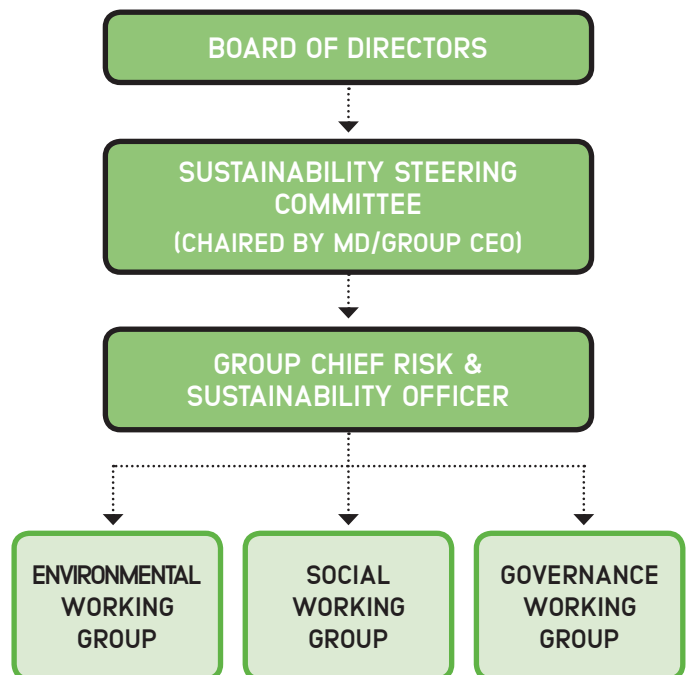 BOARD OF DIRECTORS
SUSTAINABILITY STEERING
COMMITTEE
(CHAIRED BY MD/GROUP CEO)
GROUP CHIEF RISK &
SUSTAINABILITY OFFICER
ENVIRONMENTAL
WORKING
GROUP
SOCIAL
WORKING
GROUP
GOVERNANCE
WORKING
GROUP